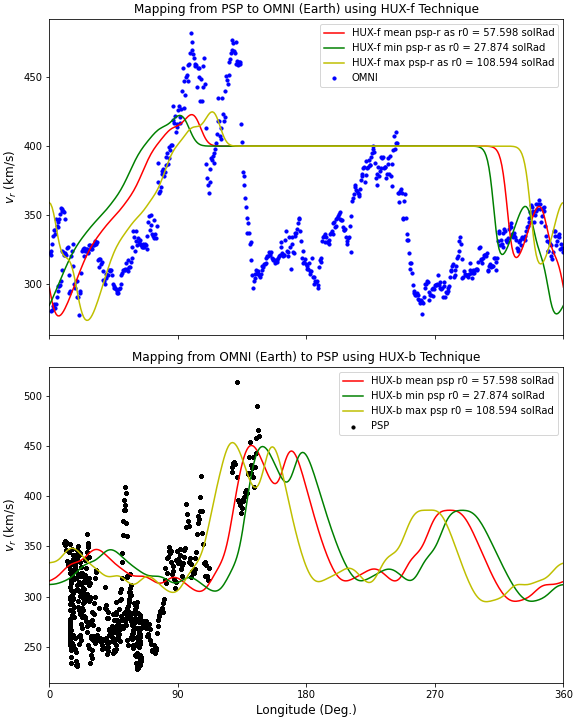 Mapping from PSP to OMNI (Earth) using HUX-f Technique
HUX-f mean psp-r as r0 = 57.598 solRad
HUX-f min psp-r as r0 = 27.874 solRad
HUX-f max psp-r as r0 = 108.594 solRad
OMNI
450
400
350
300
v_r (km/s)
Mapping from OMNI (Earth) to PSP using HUX-b Technique
HUX-b mean psp r0 = 57.598 solRad
HUX-b min psp r0 = 27.874 solRad
HUX-b max psp r0 = 108.594 solRad
PSP
500
450
400
350
300
250
v_r (km/s)
0 90 180 270 360
Longitude (Deg.)